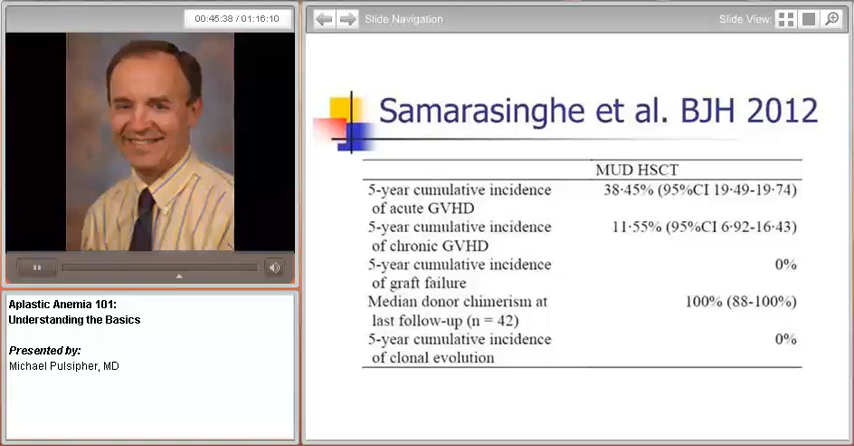 00:45:38 / 01:16:10
Slide Navigation
Slide View:
Aplastic Anemia 101:
Understanding the Basics
Presented by:
Michael Pulsipher, MD
Samarasinghe et al. BJH 2012
MUD HSCT
5-year cumulative incidence 38·45% (95%CI 19·49-19·74)
of acute GVHD
5-year cumulative incidence 11·55% (95%CI 6·92-16·43)
of chronic GVHD
5-year cumulative incidence 0%
of graft failure
Median donor chimerism at 100% (88-100%)
last follow-up (n = 42)
5-year cumulative incidence 0%
of clonal evolution